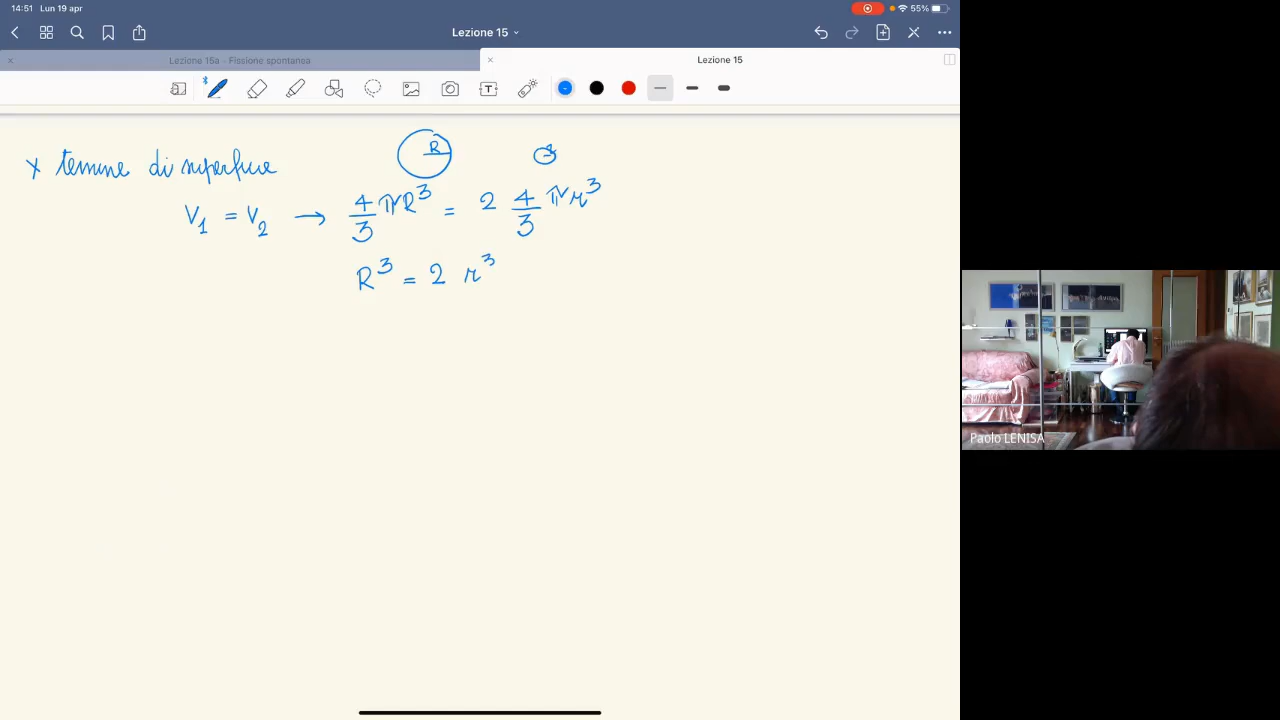 14:51 Lun 19 apr
55%
Lezione 15
Lezione 15a - Fissione spontanea
Lezione 15
x termine di superficie
R
r
V₁ = V₂ → 4/3 πR³ = 2 4/3 πr³
R³ = 2 r³
Paolo LENISA